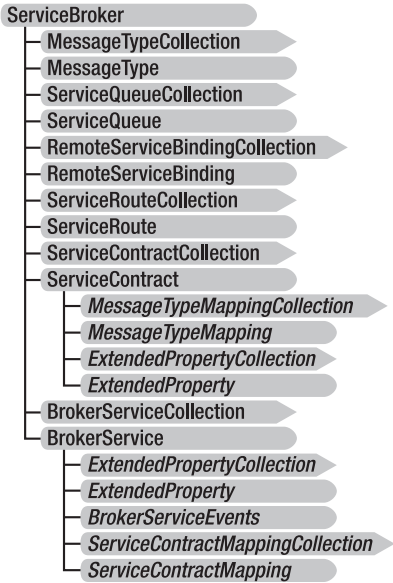 ServiceBroker
MessageTypeCollection
MessageType
ServiceQueueCollection
ServiceQueue
RemoteServiceBindingCollection
RemoteServiceBinding
ServiceRouteCollection
ServiceRoute
ServiceContractCollection
ServiceContract
MessageTypeMappingCollection
MessageTypeMapping
ExtendedPropertyCollection
ExtendedProperty
BrokerServiceCollection
BrokerService
ExtendedPropertyCollection
ExtendedProperty
BrokerServiceEvents
ServiceContractMappingCollection
ServiceContractMapping